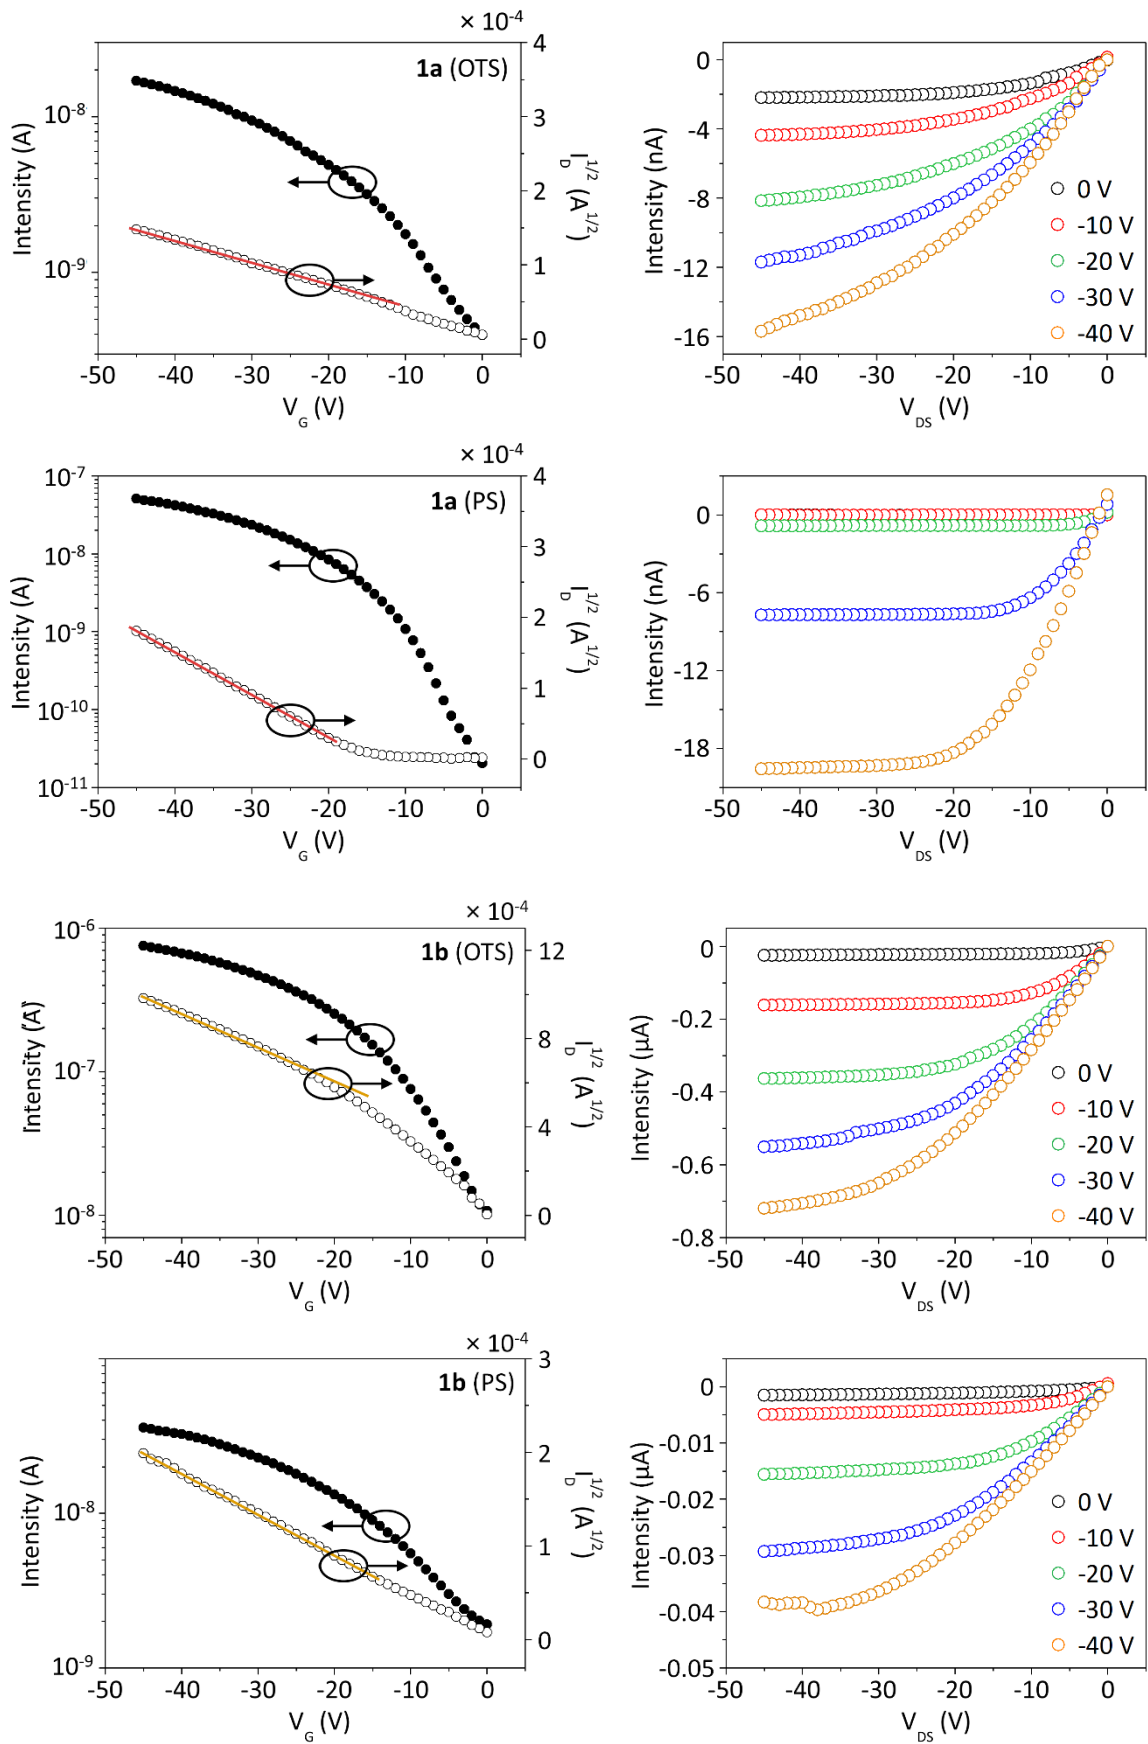 × 10⁻⁴
1a (OTS)
Intensity (A)
10⁻⁸
10⁻⁹
4
3
2
1
0
I_D^1/2 (A^1/2)
-50 -40 -30 -20 -10 0
V_G (V)
Intensity (nA)
0
-4
-8
-12
-16
0 V
-10 V
-20 V
-30 V
-40 V
-50 -40 -30 -20 -10 0
V_DS (V)
× 10⁻⁴
1a (PS)
Intensity (A)
10⁻⁷
10⁻⁸
10⁻⁹
10⁻¹⁰
10⁻¹¹
4
3
2
1
0
I_D^1/2 (A^1/2)
-50 -40 -30 -20 -10 0
V_G (V)
Intensity (nA)
0
-6
-12
-18
-50 -40 -30 -20 -10 0
V_DS (V)
× 10⁻⁴
1b (OTS)
Intensity (A)
10⁻⁶
10⁻⁷
10⁻⁸
12
8
4
0
I_D^1/2 (A^1/2)
-50 -40 -30 -20 -10 0
V_G (V)
Intensity (µA)
0
-0.2
-0.4
-0.6
-0.8
0 V
-10 V
-20 V
-30 V
-40 V
-50 -40 -30 -20 -10 0
V_DS (V)
× 10⁻⁴
1b (PS)
Intensity (A)
10⁻⁸
10⁻⁹
3
2
1
0
I_D^1/2 (A^1/2)
-50 -40 -30 -20 -10 0
V_G (V)
Intensity (µA)
0
-0.01
-0.02
-0.03
-0.04
-0.05
0 V
-10 V
-20 V
-30 V
-40 V
-50 -40 -30 -20 -10 0
V_DS (V)